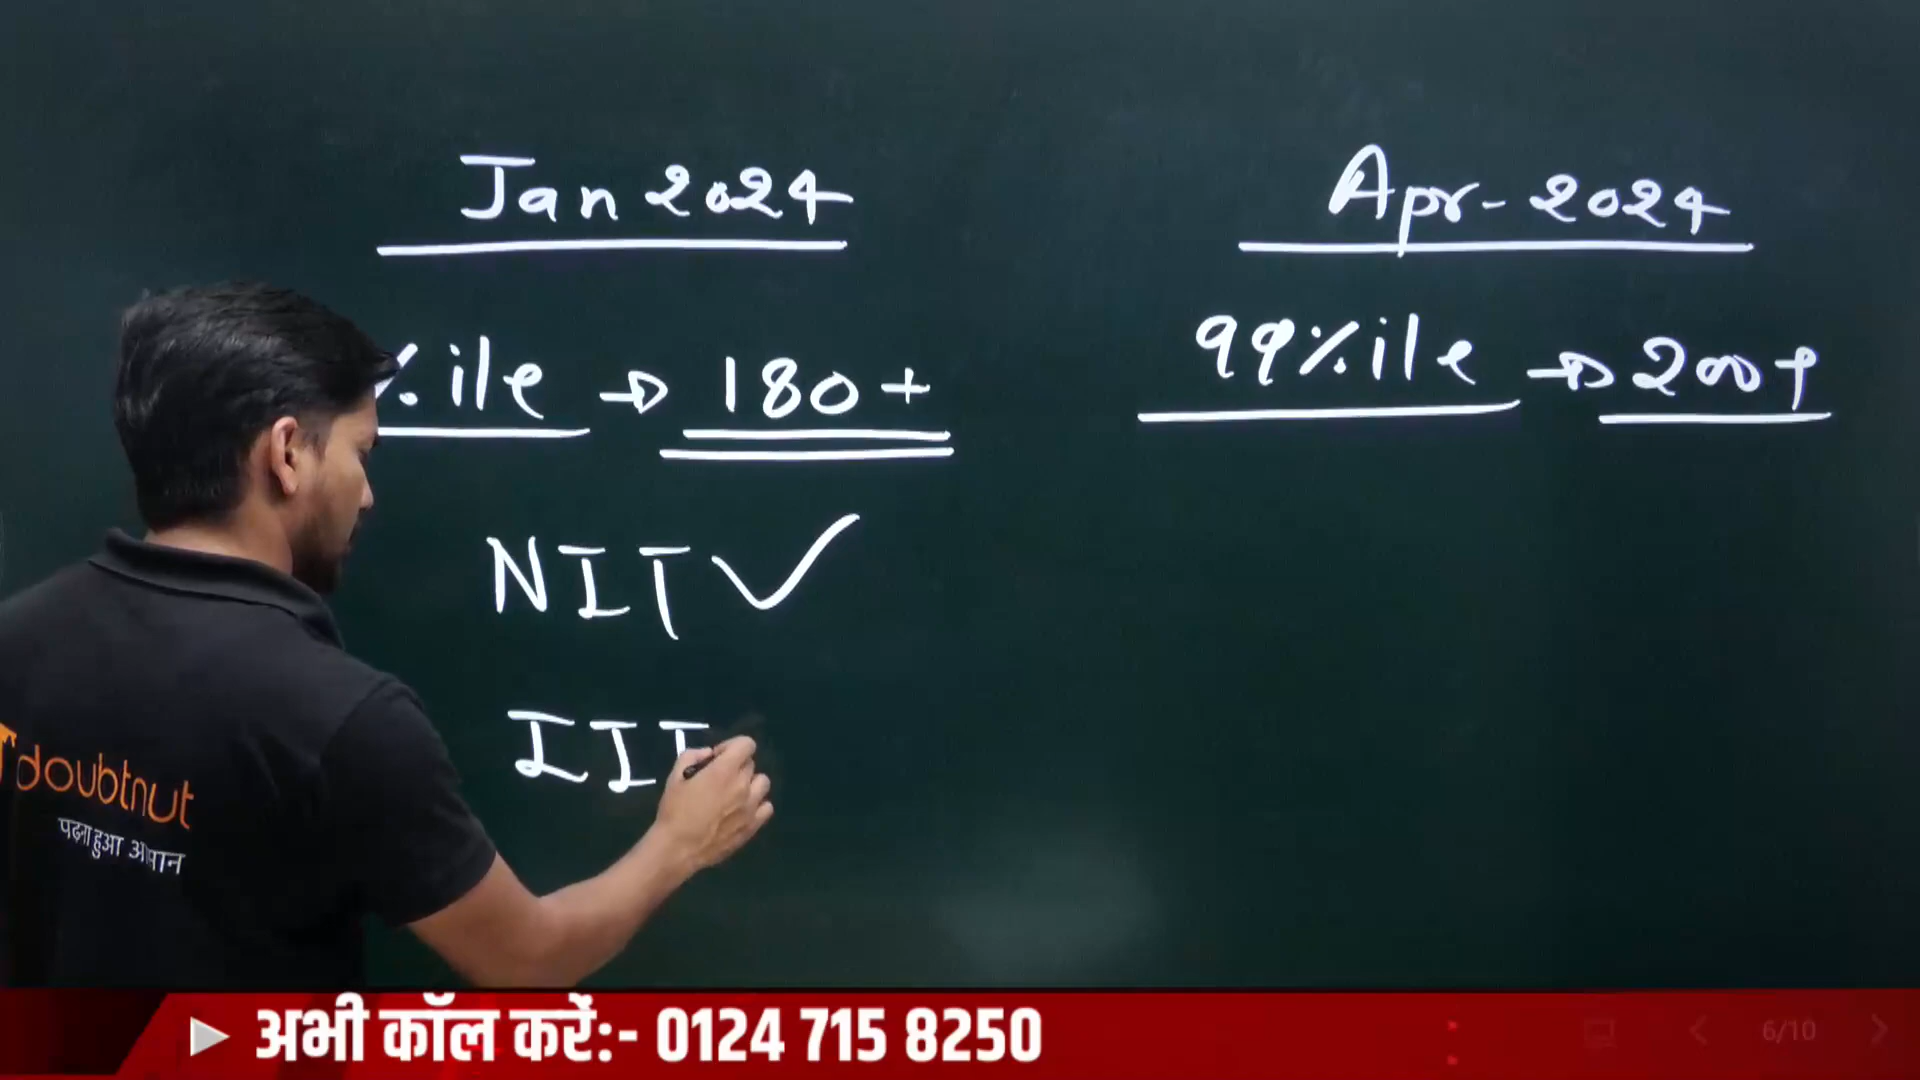 Jan 2024
Apr-2024
%ile → 180+
99%ile → 200+
NIT ✓
III
doubtnut
पढ़ना हुआ आसान
अभी कॉल करें:- 0124 715 8250
6/10